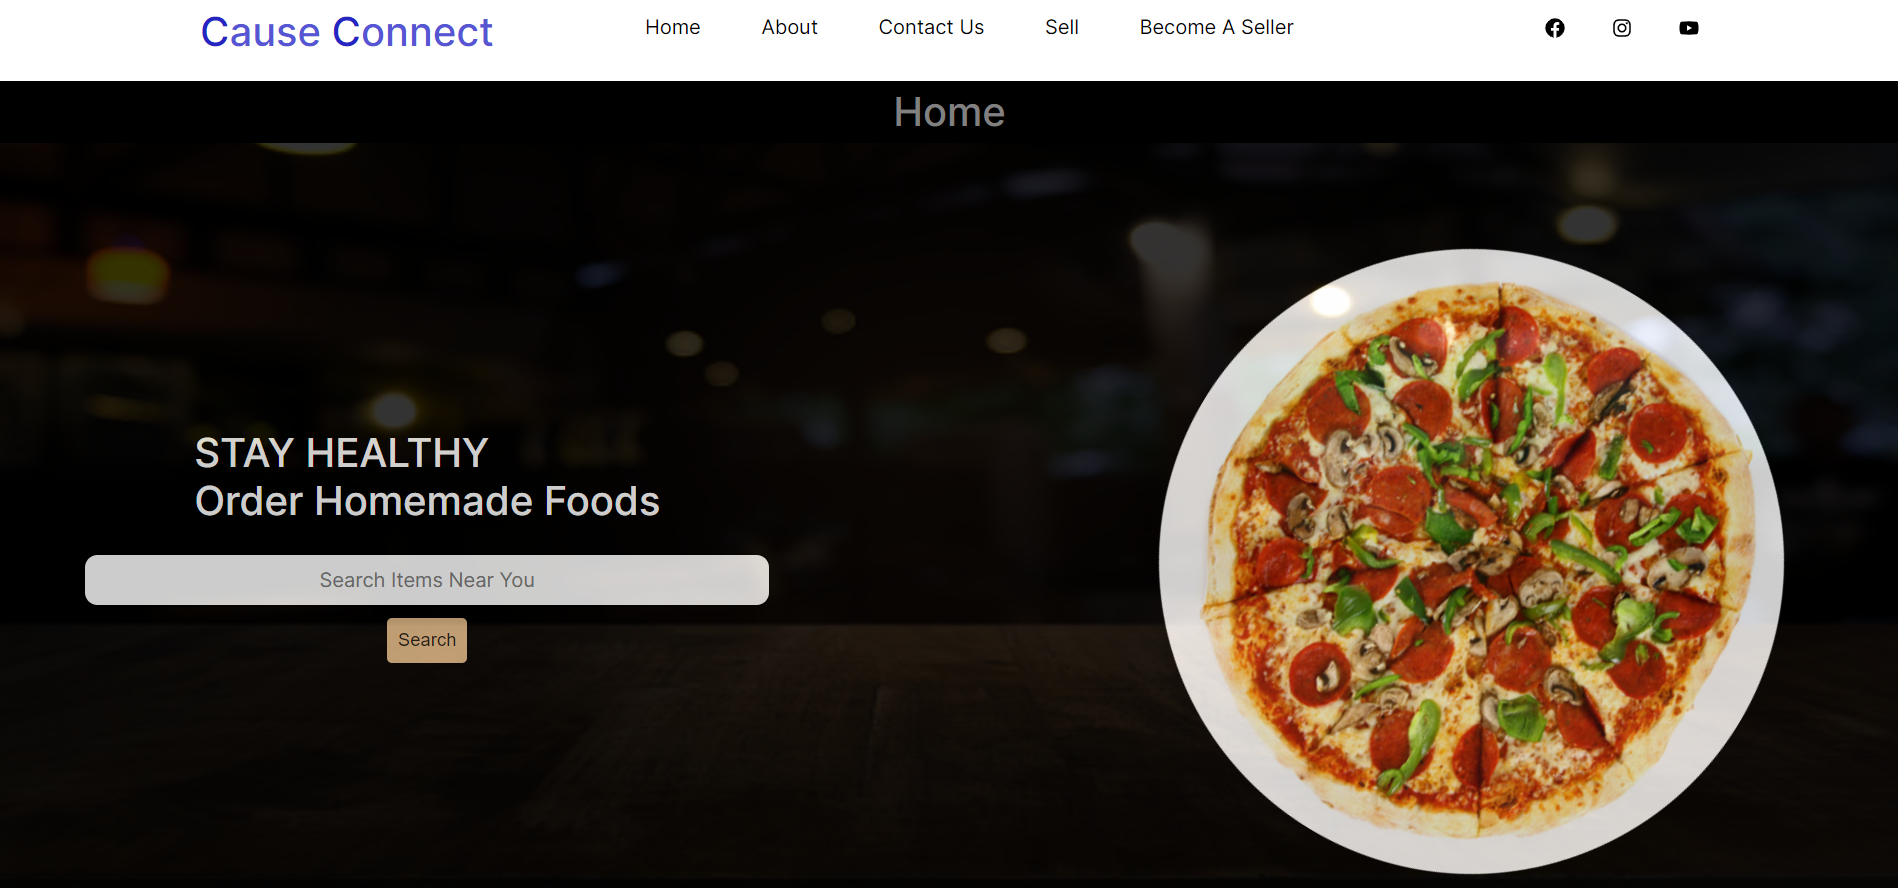 Cause Connect
Home
About
Contact Us
Sell
Become A Seller
Home
STAY HEALTHY
Order Homemade Foods
Search Items Near You
Search